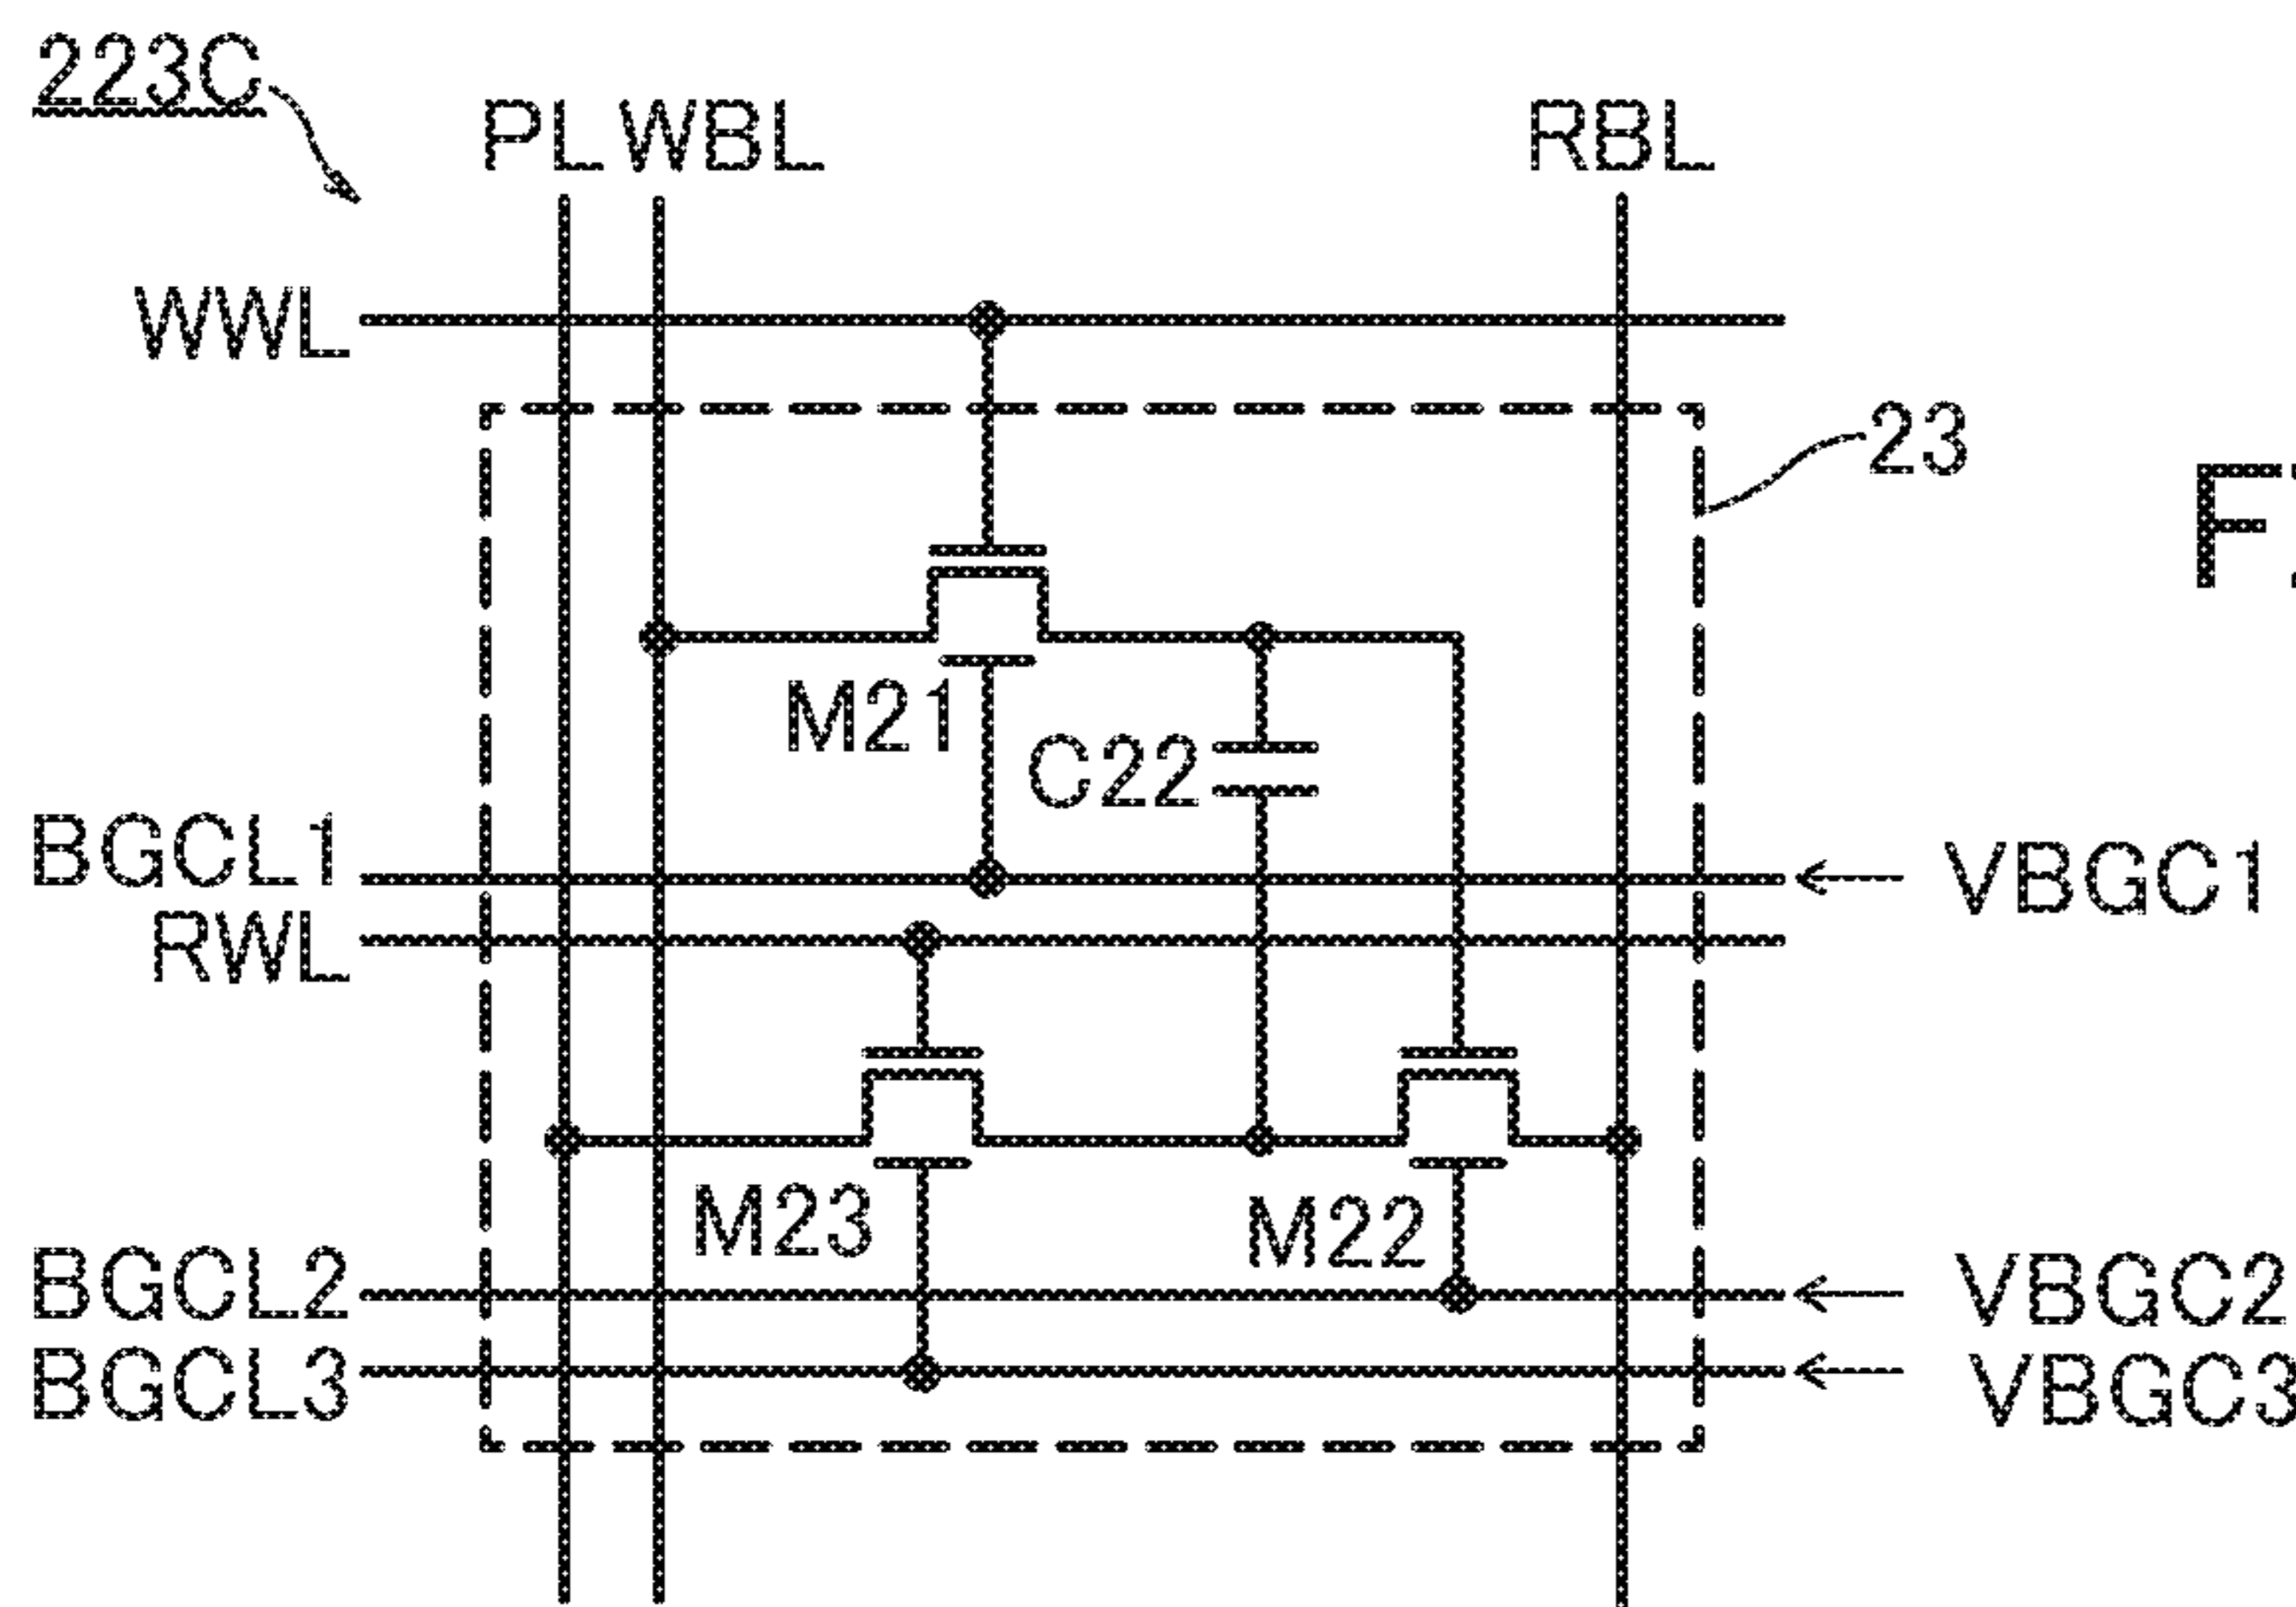 223C
PL WBL RBL
WWL
23
M21
C22
BGCL1
VBGC1
RWL
M23
M22
BGCL2
VBGC2
BGCL3
VBGC3